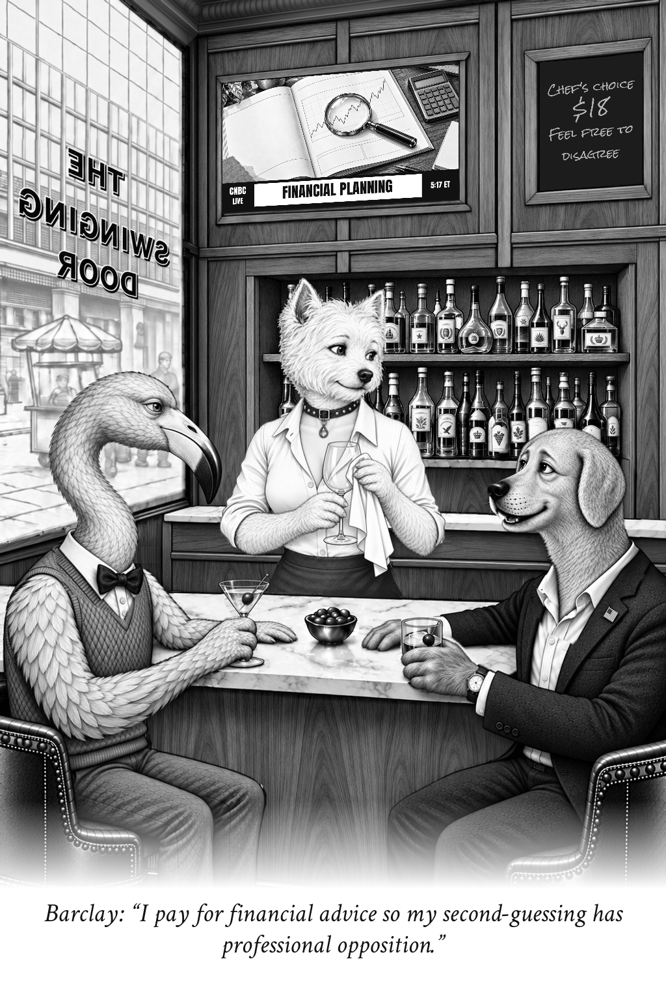 THE
SWINGING
DOOR
CNBC
LIVE
FINANCIAL PLANNING
5:17 ET
CHEF'S CHOICE
$18
FEEL FREE TO
DISAGREE
Barclay: “I pay for financial advice so my second-guessing has
professional opposition.”